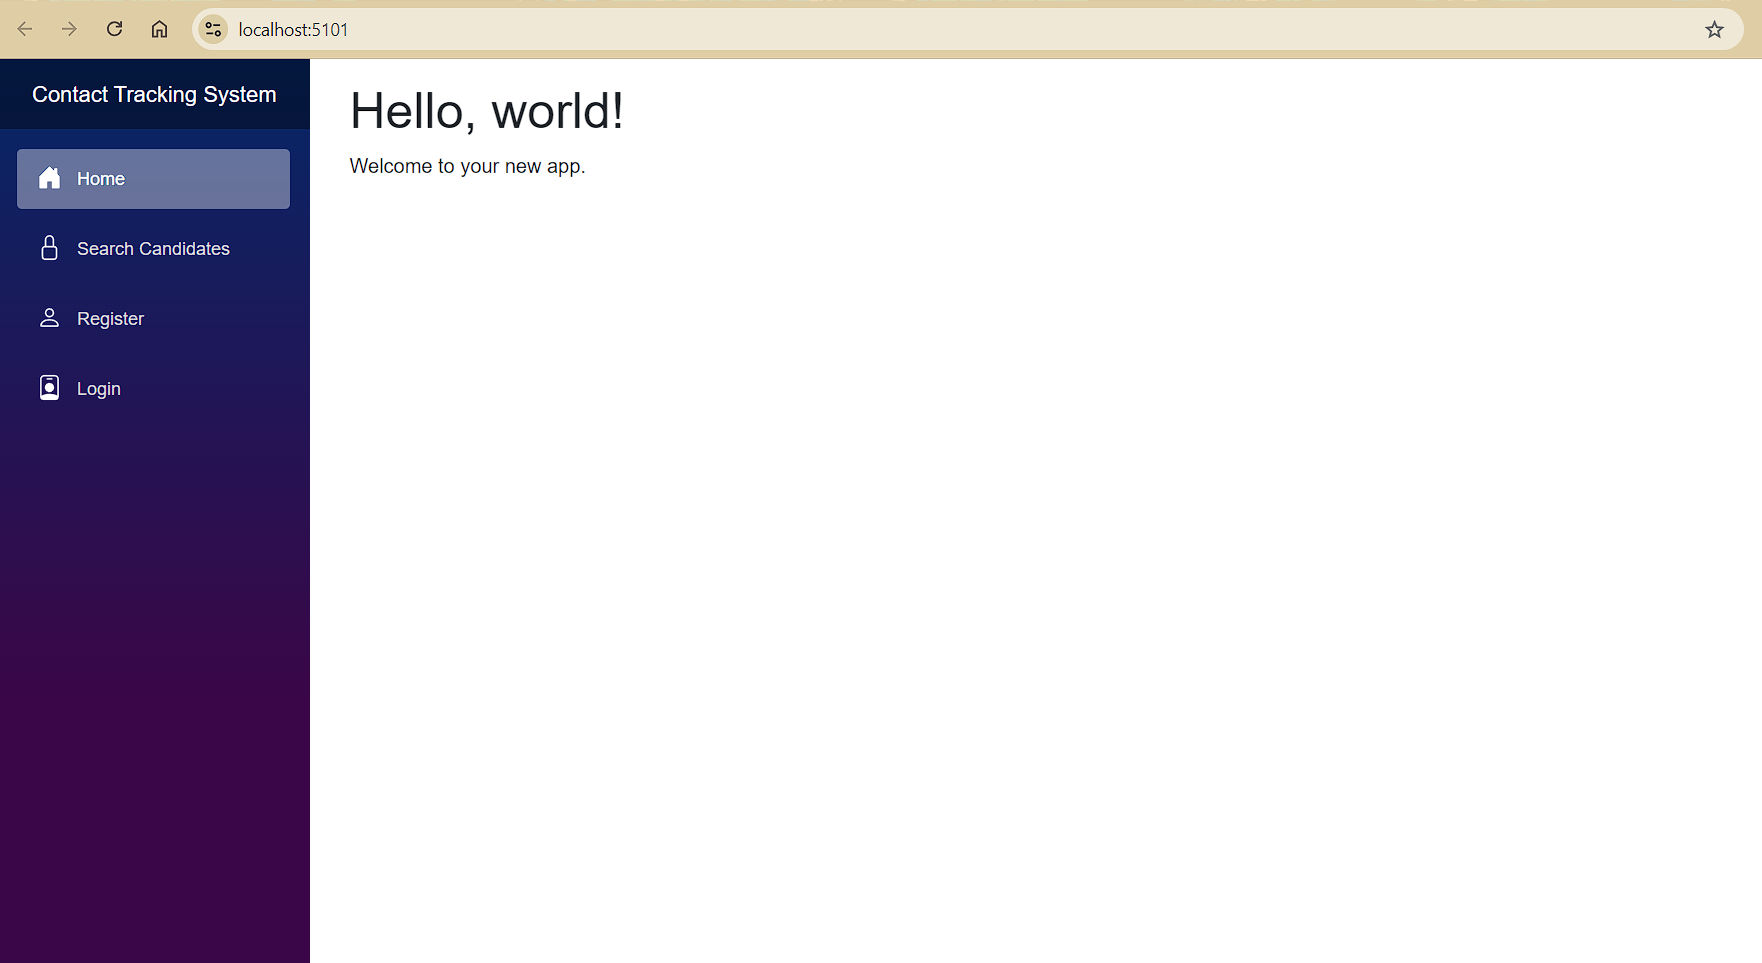 localhost:5101
Contact Tracking System
Home
Search Candidates
Register
Login
Hello, world!
Welcome to your new app.